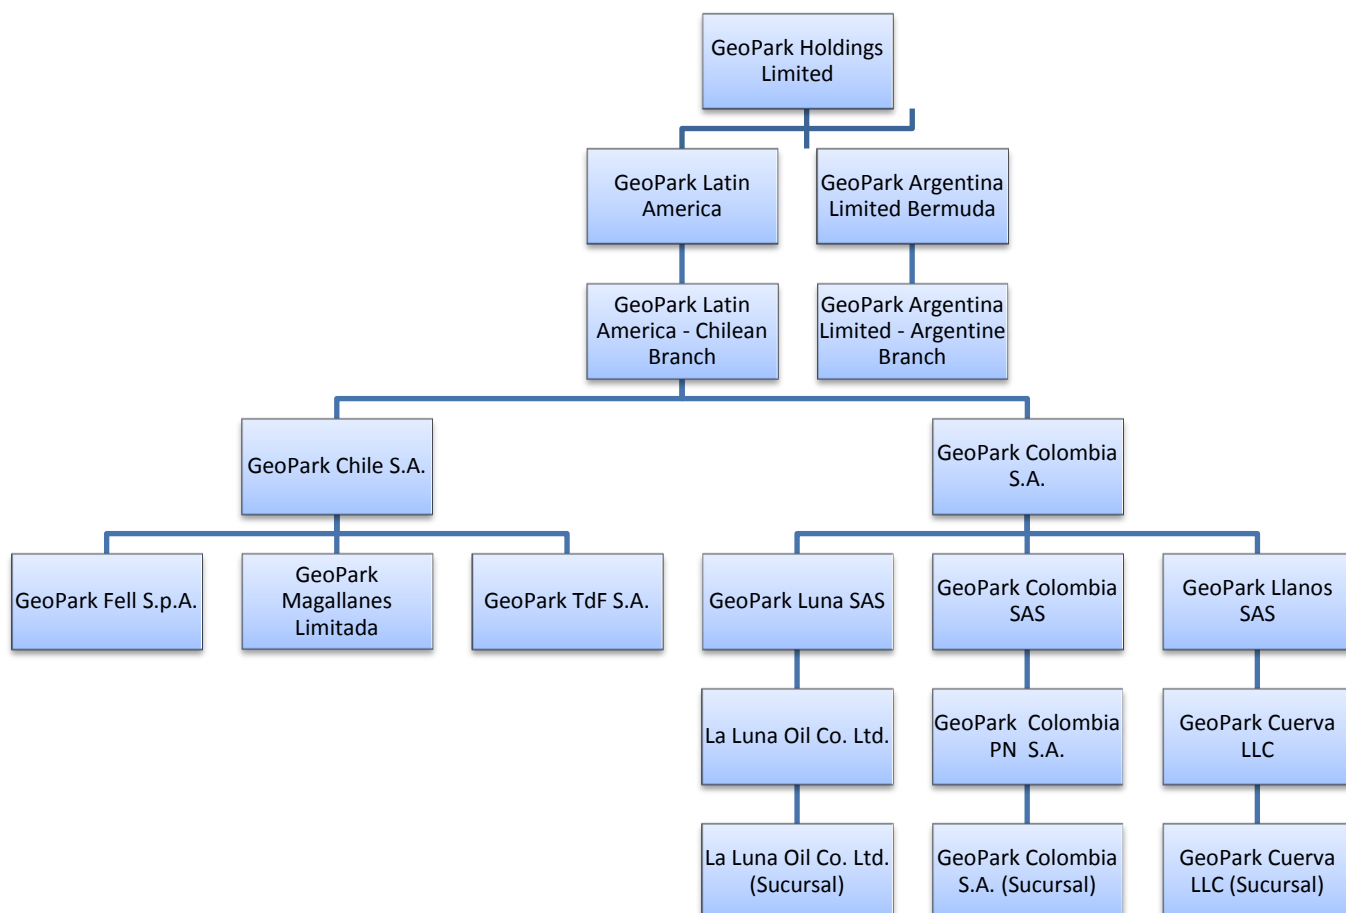 GeoPark Holdings
Limited
GeoPark Latin
America
GeoPark Argentina
Limited Bermuda
GeoPark Latin
America - Chilean
Branch
GeoPark Argentina
Limited - Argentine
Branch
GeoPark Chile S.A.
GeoPark Colombia
S.A.
GeoPark Fell S.p.A.
GeoPark
Magallanes
Limitada
GeoPark TdF S.A.
GeoPark Luna SAS
GeoPark Colombia
SAS
GeoPark Llanos
SAS
La Luna Oil Co. Ltd.
GeoPark  Colombia
PN  S.A.
GeoPark Cuerva
LLC
La Luna Oil Co. Ltd.
(Sucursal)
GeoPark Colombia
S.A. (Sucursal)
GeoPark Cuerva
LLC (Sucursal)